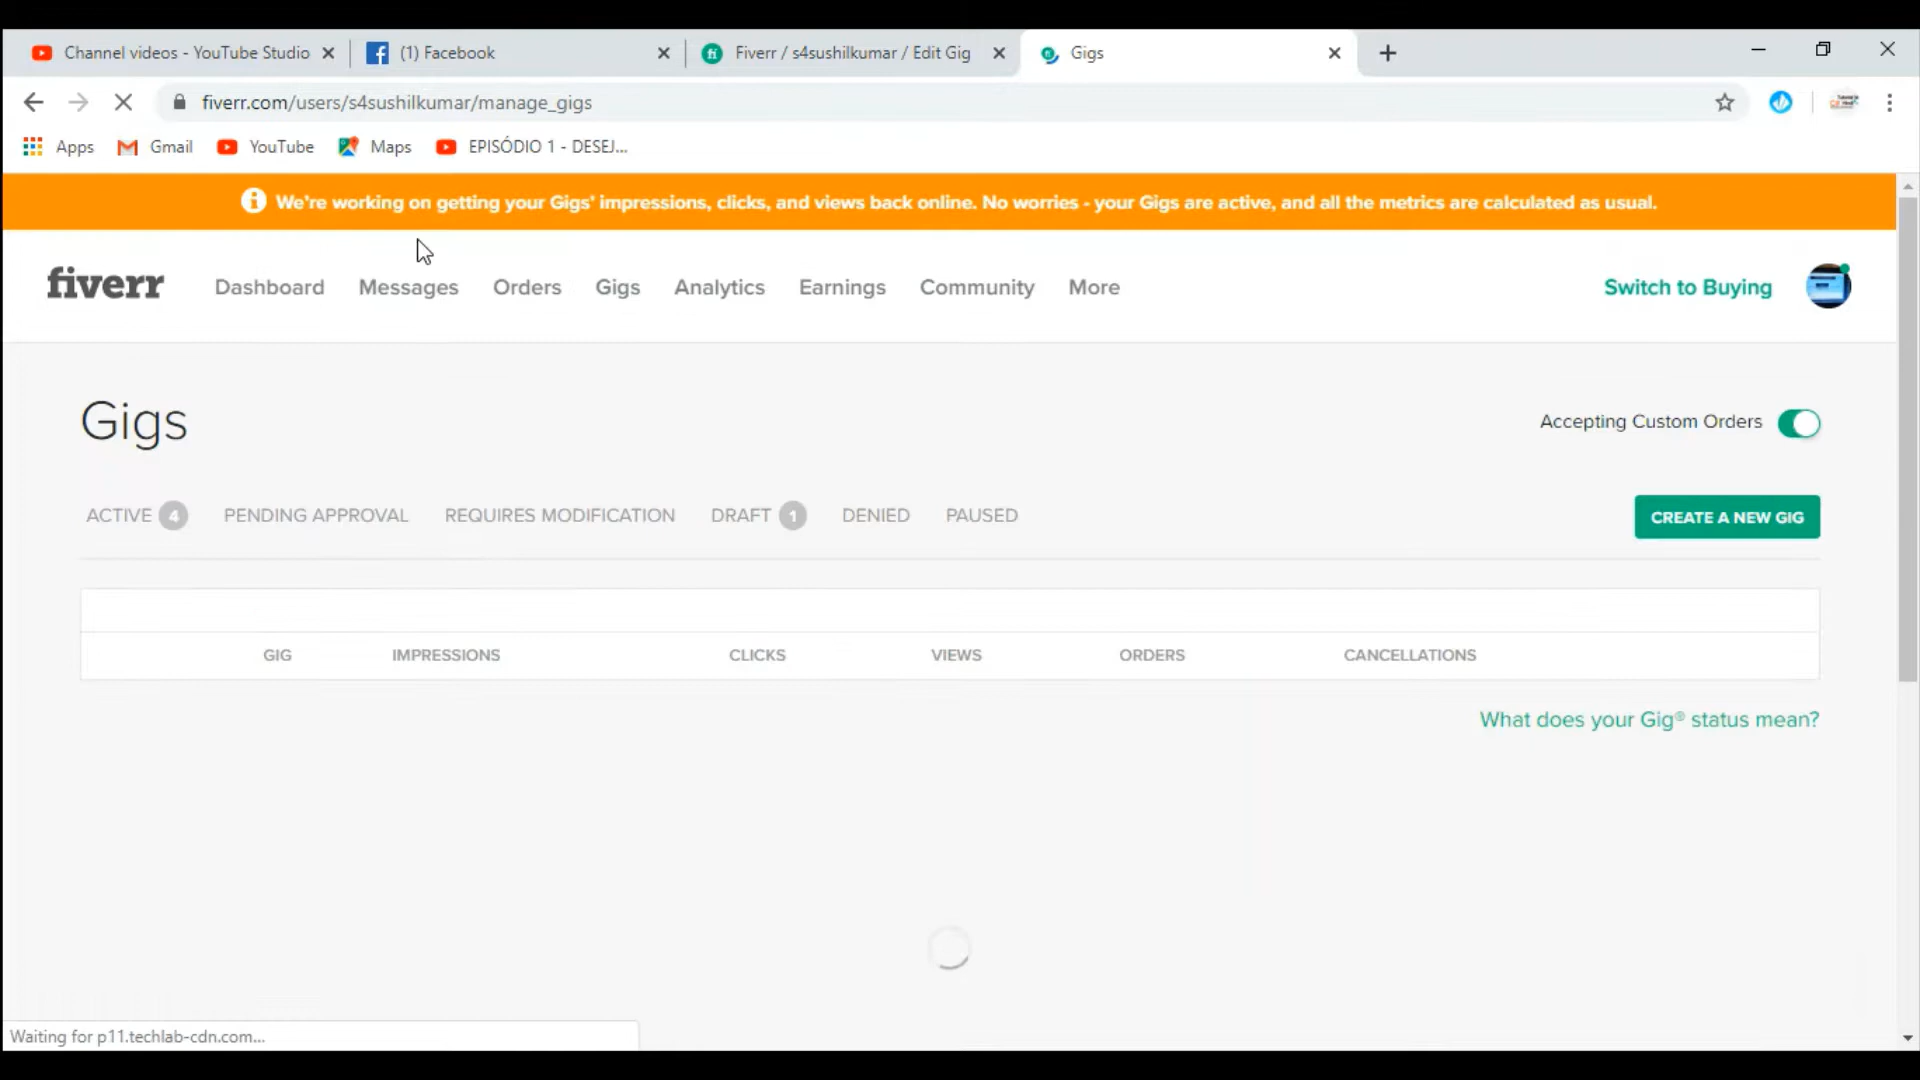 Channel videos - YouTube Studio
(1) Facebook
Fiverr / s4sushilkumar / Edit Gig
Gigs
fiverr.com/users/s4sushilkumar/manage_gigs
Apps
Gmail
YouTube
Maps
EPISÓDIO 1 - DESEJ...
We're working on getting your Gigs' impressions, clicks, and views back online. No worries - your Gigs are active, and all the metrics are calculated as usual.
fiverr Dashboard Messages Orders Gigs Analytics Earnings Community More Switch to Buying
Gigs
Accepting Custom Orders
ACTIVE 4 PENDING APPROVAL REQUIRES MODIFICATION DRAFT 1 DENIED PAUSED
CREATE A NEW GIG
GIG IMPRESSIONS CLICKS VIEWS ORDERS CANCELLATIONS
What does your Gig® status mean?
Waiting for p11.techlab-cdn.com...